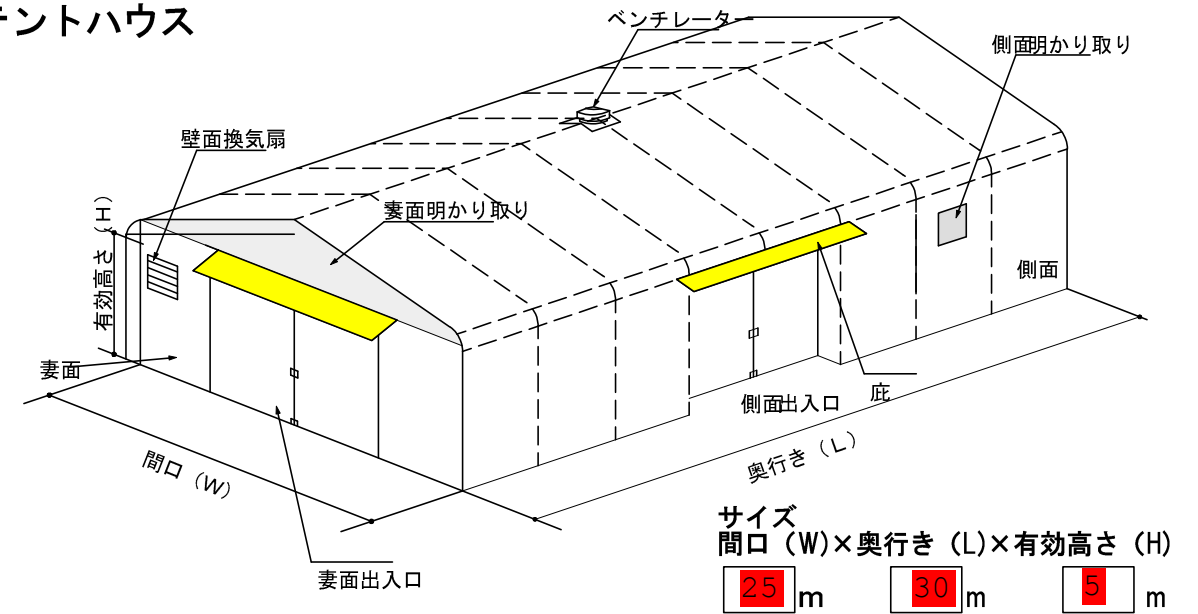 テントハウス
ベンチレーター
側面明かり取り
壁面換気扇
妻面明かり取り
有効高さ（H）
側面
妻面
庇
側面出入口
間口（W）
奥行き（L）
妻面出入口
サイズ
間口（W）×奥行き（L）×有効高さ（H）
25 m 30 m 5 m